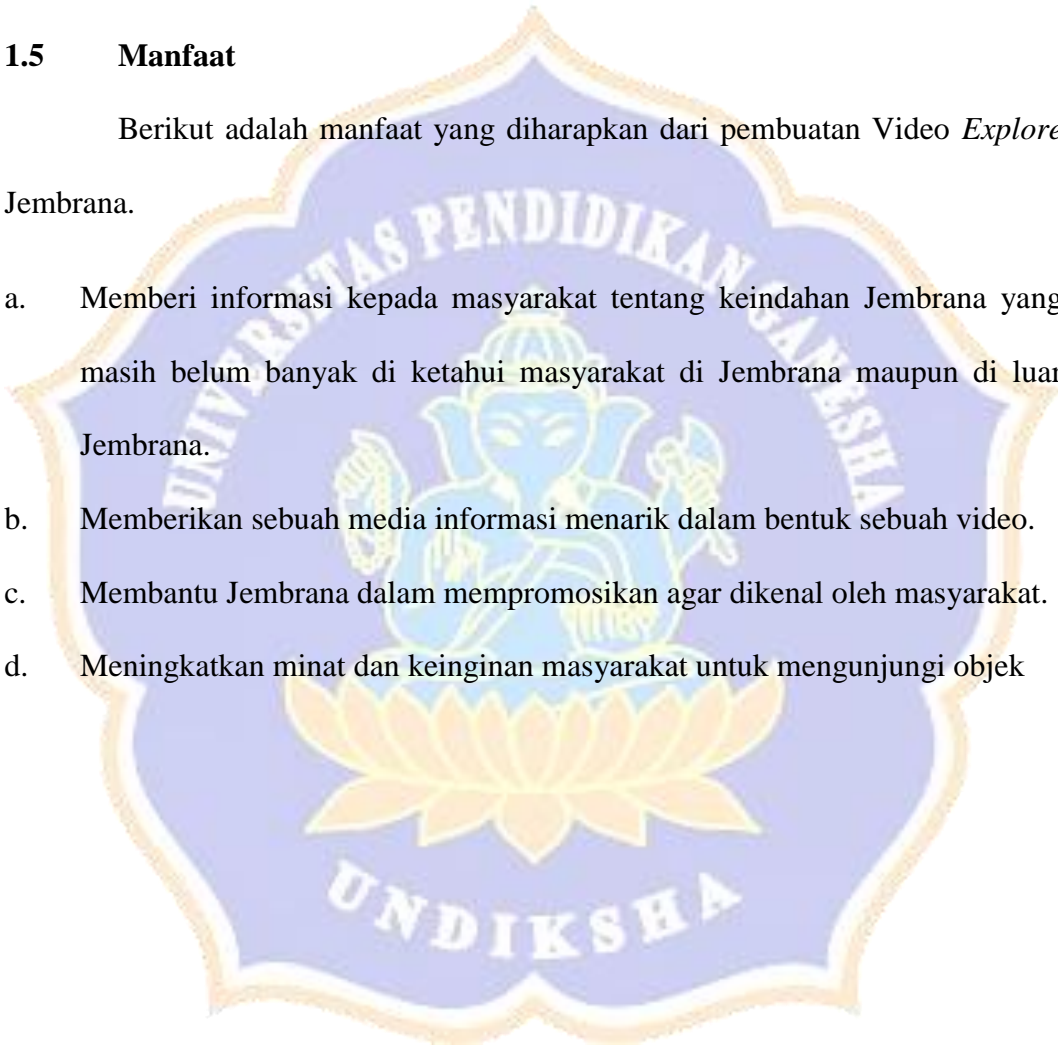 1.5 Manfaat
Berikut adalah manfaat yang diharapkan dari pembuatan Video Explore
Jembrana.
UNIVERSITAS PENDIDIKAN GANESHA
a. Memberi informasi kepada masyarakat tentang keindahan Jembrana yang
masih belum banyak di ketahui masyarakat di Jembrana maupun di luar
Jembrana.
b. Memberikan sebuah media informasi menarik dalam bentuk sebuah video.
c. Membantu Jembrana dalam mempromosikan agar dikenal oleh masyarakat.
d. Meningkatkan minat dan keinginan masyarakat untuk mengunjungi objek
UNDIKSHA